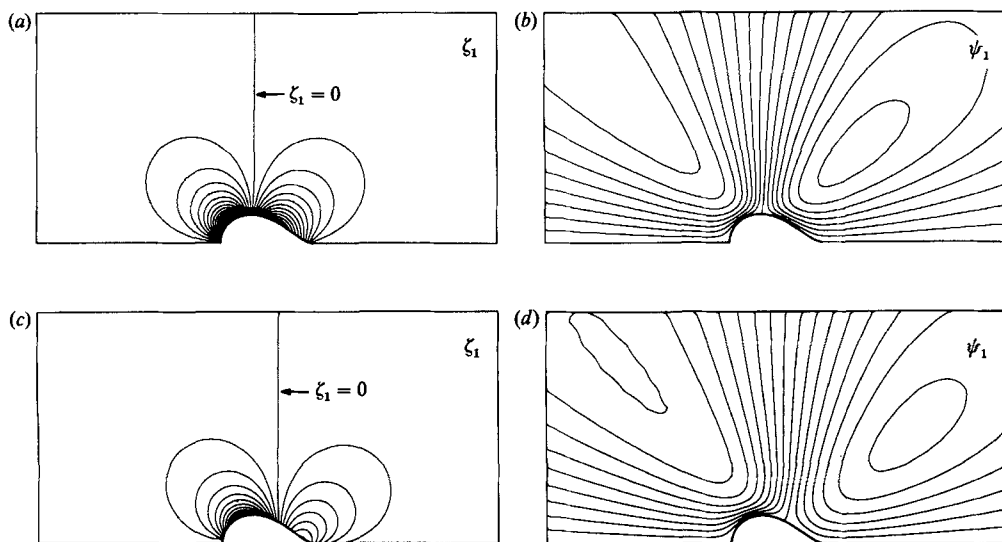 (a)
ζ₁
← ζ₁ = 0
(b)
ψ₁
(c)
ζ₁
← ζ₁ = 0
(d)
ψ₁